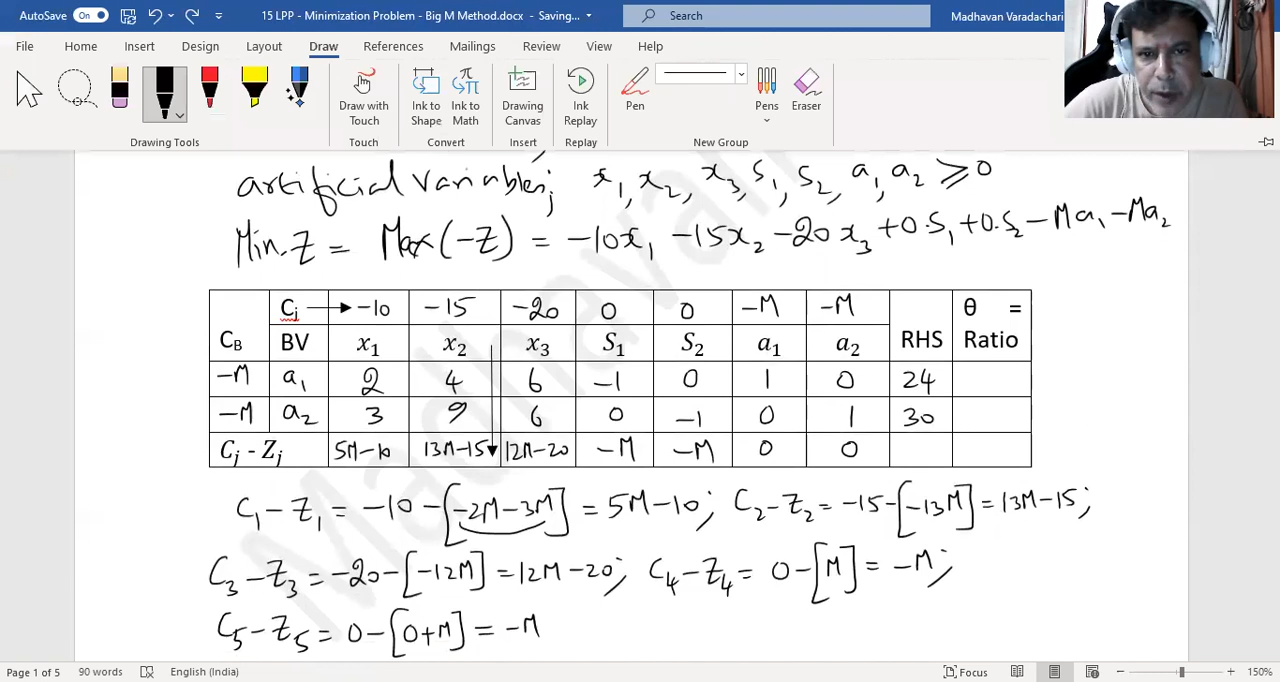 AutoSave On 15 LPP - Minimization Problem - Big M Method.docx - Saving... Search Madhavan Varadachari
File Home Insert Design Layout Draw References Mailings Review View Help
Draw with Touch Ink to Shape Ink to Math Drawing Canvas Ink Replay Pen Pens Eraser
Drawing Tools Touch Convert Insert Replay New Group
artificial variables; x₁, x₂, x₃, S₁, S₂, a₁, a₂ ≥ 0
Min. Z = Max (-Z) = -10x₁ -15x₂ -20x₃ +0.S₁ +0.S₂ -Ma₁ -Ma₂
C_B Cⱼ → -10 -15 -20 0 0 -M -M RHS θ = Ratio
BV x₁ x₂ x₃ S₁ S₂ a₁ a₂
-M a₁ 2 4 6 -1 0 1 0 24
-M a₂ 3 9 6 0 -1 0 1 30
Cⱼ - Zⱼ 5M-10 13M-15 12M-20 -M -M 0 0
C₁-Z₁ = -10-[-2M-3M] = 5M-10; C₂-Z₂ = -15-[-13M] = 13M-15;
C₃-Z₃ = -20-[-12M] = 12M-20; C₄-Z₄ = 0-[M] = -M;
C₅-Z₅ = 0-[0+M] = -M
Page 1 of 5 90 words English (India) Focus 150%
Madhavan